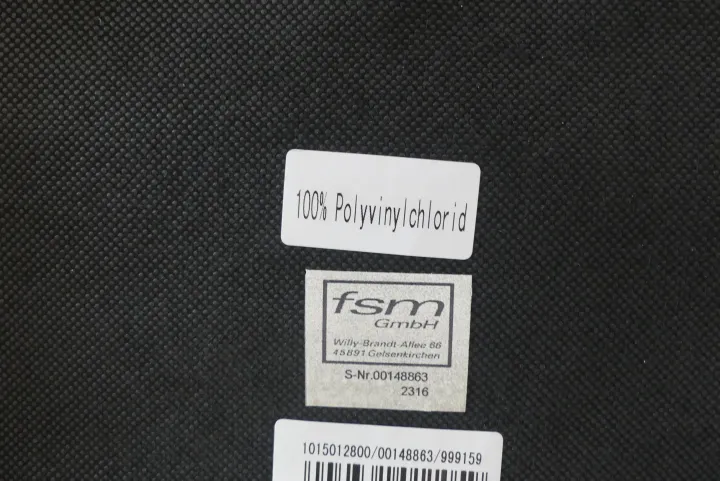 100% Polyvinylchlorid
fsm
GmbH
Willy-Brandt-Allee 66
45891 Gelsenkirchen
S-Nr.00148863
2316
1015012800/00148863/999159